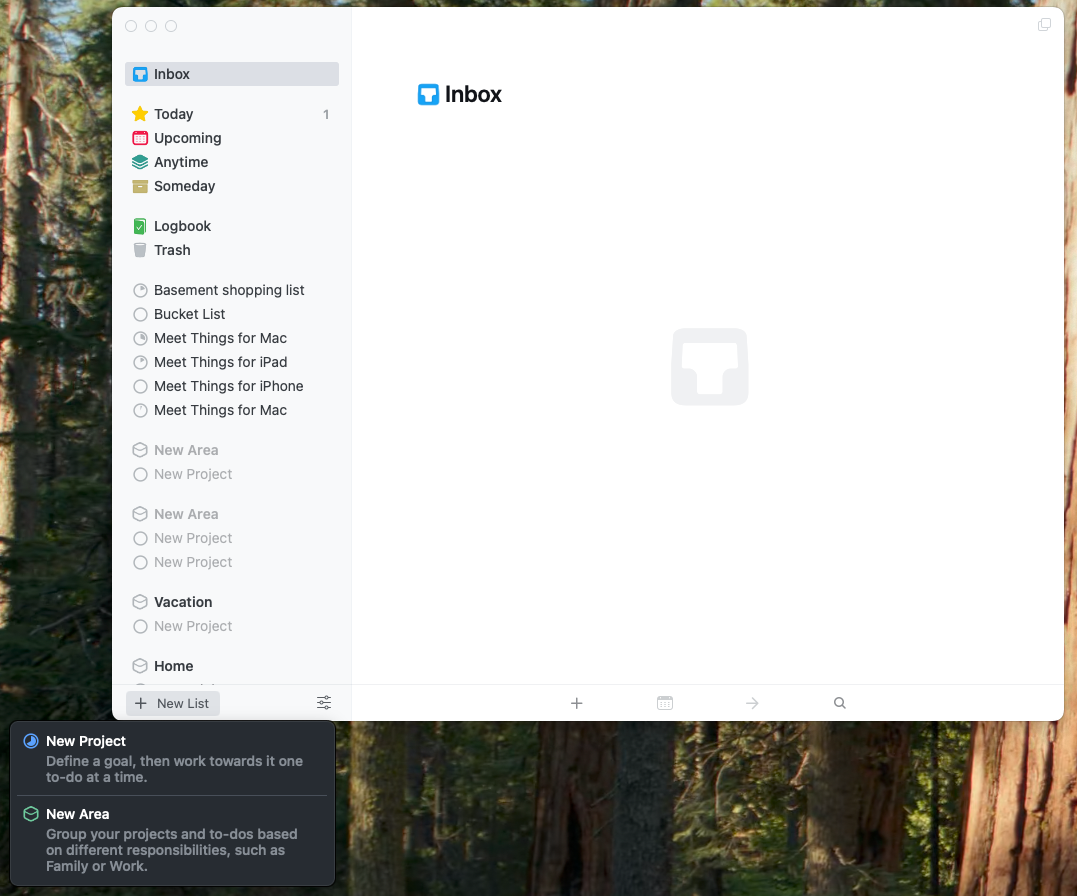 Inbox
Today 1
Upcoming
Anytime
Someday
Logbook
Trash
Basement shopping list
Bucket List
Meet Things for Mac
Meet Things for iPad
Meet Things for iPhone
Meet Things for Mac
New Area
New Project
New Area
New Project
New Project
Vacation
New Project
Home
New List
Inbox
New Project
Define a goal, then work towards it one
to-do at a time.
New Area
Group your projects and to-dos based
on different responsibilities, such as
Family or Work.